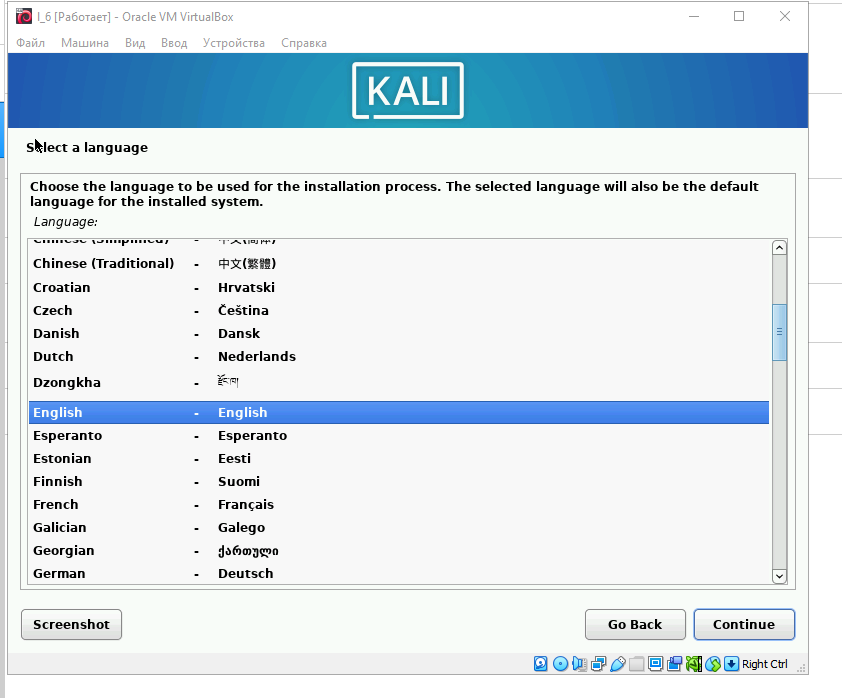 l_6 [Работает] - Oracle VM VirtualBox
Файл Машина Вид Ввод Устройства Справка
KALI
Select a language
Choose the language to be used for the installation process. The selected language will also be the default
language for the installed system.
Language:
Chinese (Simplified) - 中文(简体)
Chinese (Traditional) - 中文(繁體)
Croatian - Hrvatski
Czech - Čeština
Danish - Dansk
Dutch - Nederlands
Dzongkha - རྫོང་ཁ།
English - English
Esperanto - Esperanto
Estonian - Eesti
Finnish - Suomi
French - Français
Galician - Galego
Georgian - ქართული
German - Deutsch
Screenshot Go Back Continue
Right Ctrl